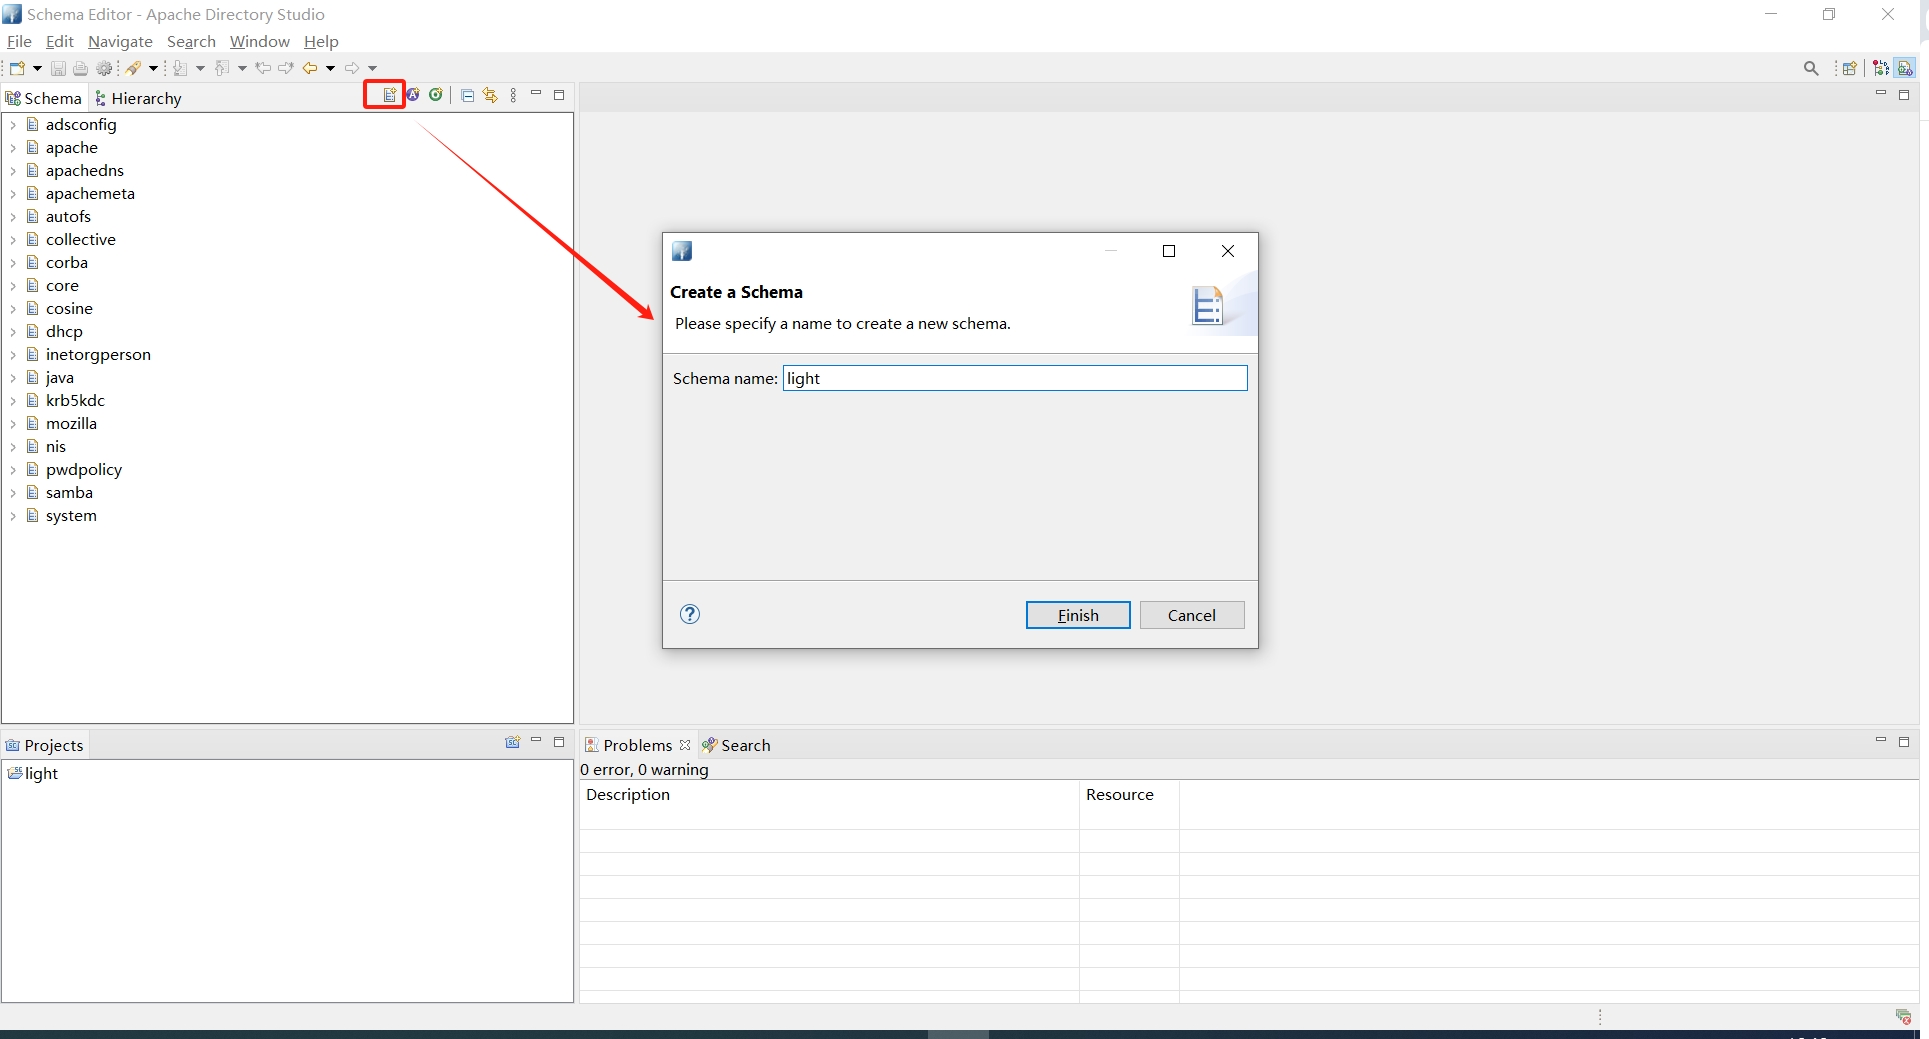 Schema Editor - Apache Directory Studio
File Edit Navigate Search Window Help
Schema Hierarchy
adsconfig
apache
apachedns
apachemeta
autofs
collective
corba
core
cosine
dhcp
inetorgperson
java
krb5kdc
mozilla
nis
pwdpolicy
samba
system
Create a Schema
Please specify a name to create a new schema.
Schema name: light
? Finish Cancel
Projects
light
Problems Search
0 error, 0 warning
Description Resource